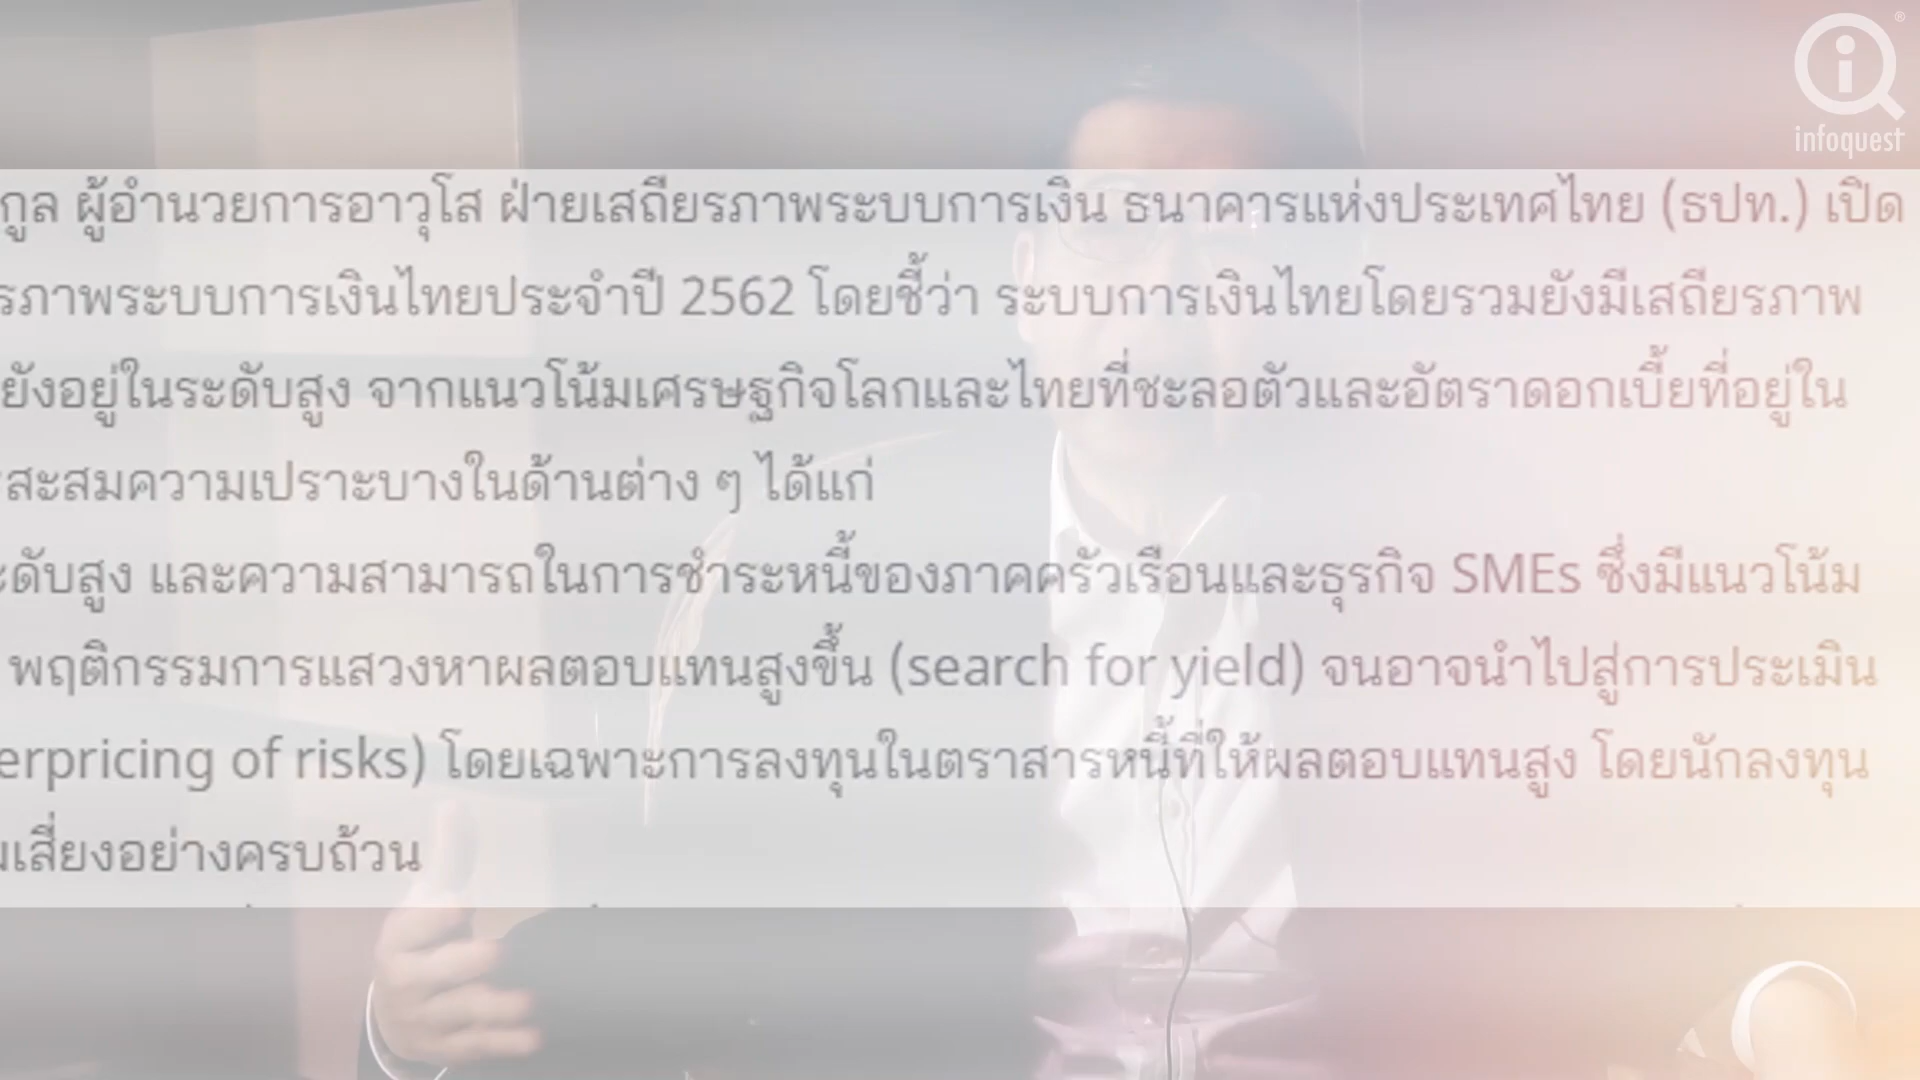 infoquest
กูล ผู้อำนวยการอาวุโส ฝ่ายเสถียรภาพระบบการเงิน ธนาคารแห่งประเทศไทย (ธปท.) เปิด
รภาพระบบการเงินไทยประจำปี 2562 โดยชี้ว่า ระบบการเงินไทยโดยรวมยังมีเสถียรภาพ
ยังอยู่ในระดับสูง จากแนวโน้มเศรษฐกิจโลกและไทยที่ชะลอตัวและอัตราดอกเบี้ยที่อยู่ใน
สะสมความเปราะบางในด้านต่าง ๆ ได้แก่
ะดับสูง และความสามารถในการชำระหนี้ของภาคครัวเรือนและธุรกิจ SMEs ซึ่งมีแนวโน้ม
พฤติกรรมการแสวงหาผลตอบแทนสูงขึ้น (search for yield) จนอาจนำไปสู่การประเมิน
erpricing of risks) โดยเฉพาะการลงทุนในตราสารหนี้ที่ให้ผลตอบแทนสูง โดยนักลงทุน
มเสี่ยงอย่างครบถ้วน